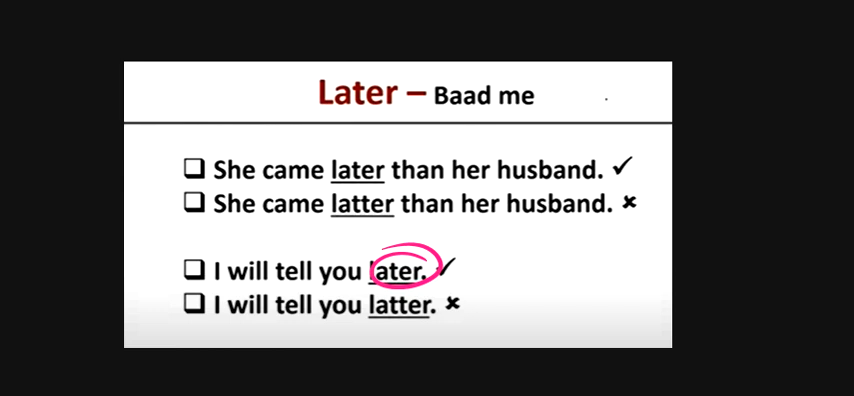 Later – Baad me
❑ She came later than her husband. ✓
❑ She came latter than her husband. ×
❑ I will tell you later. ✓
❑ I will tell you latter. ×